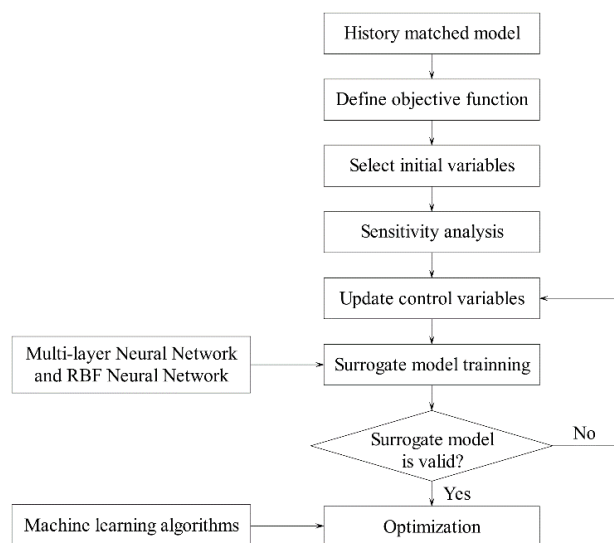 History matched model
Define objective function
Select initial variables
Sensitivity analysis
Update control variables
Multi-layer Neural Network
and RBF Neural Network
Surrogate model trainning
Surrogate model
is valid?
No
Yes
Machine learning algorithms
Optimization